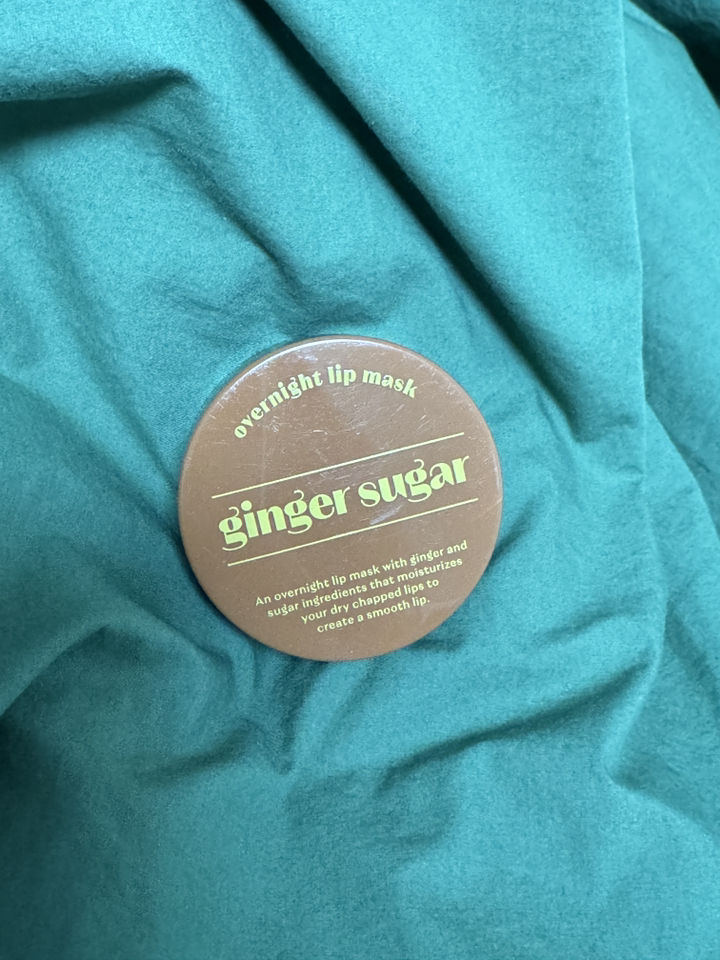 overnight lip mask
ginger sugar
An overnight lip mask with ginger and
sugar ingredients that moisturizes
your dry chapped lips to
create a smooth lip.